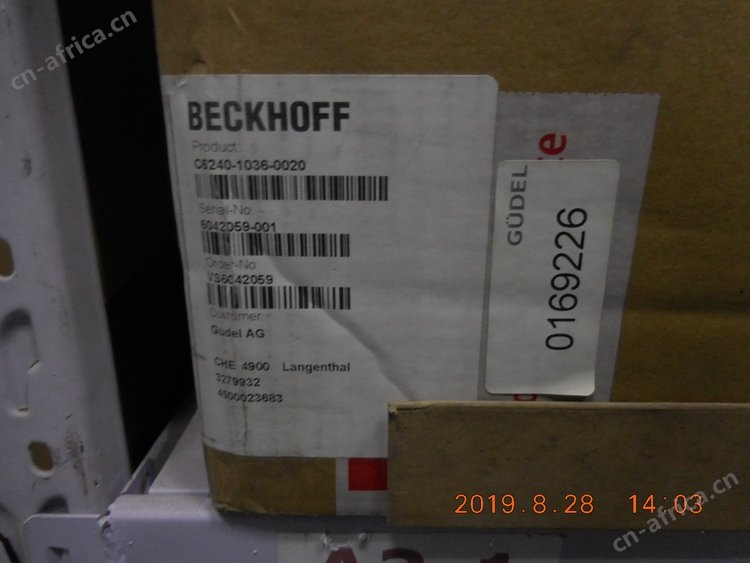 cn-africa.cn
BECKHOFF
Product
C6240-1036-0020
Serial-No
6042059-001
Order-No
VS6042059
Customer
Güdel AG
CHE 4900 Langenthal
3279932
4500023683
GÜDEL
0169226
2019.8.28 14:03
cn-africa.cn